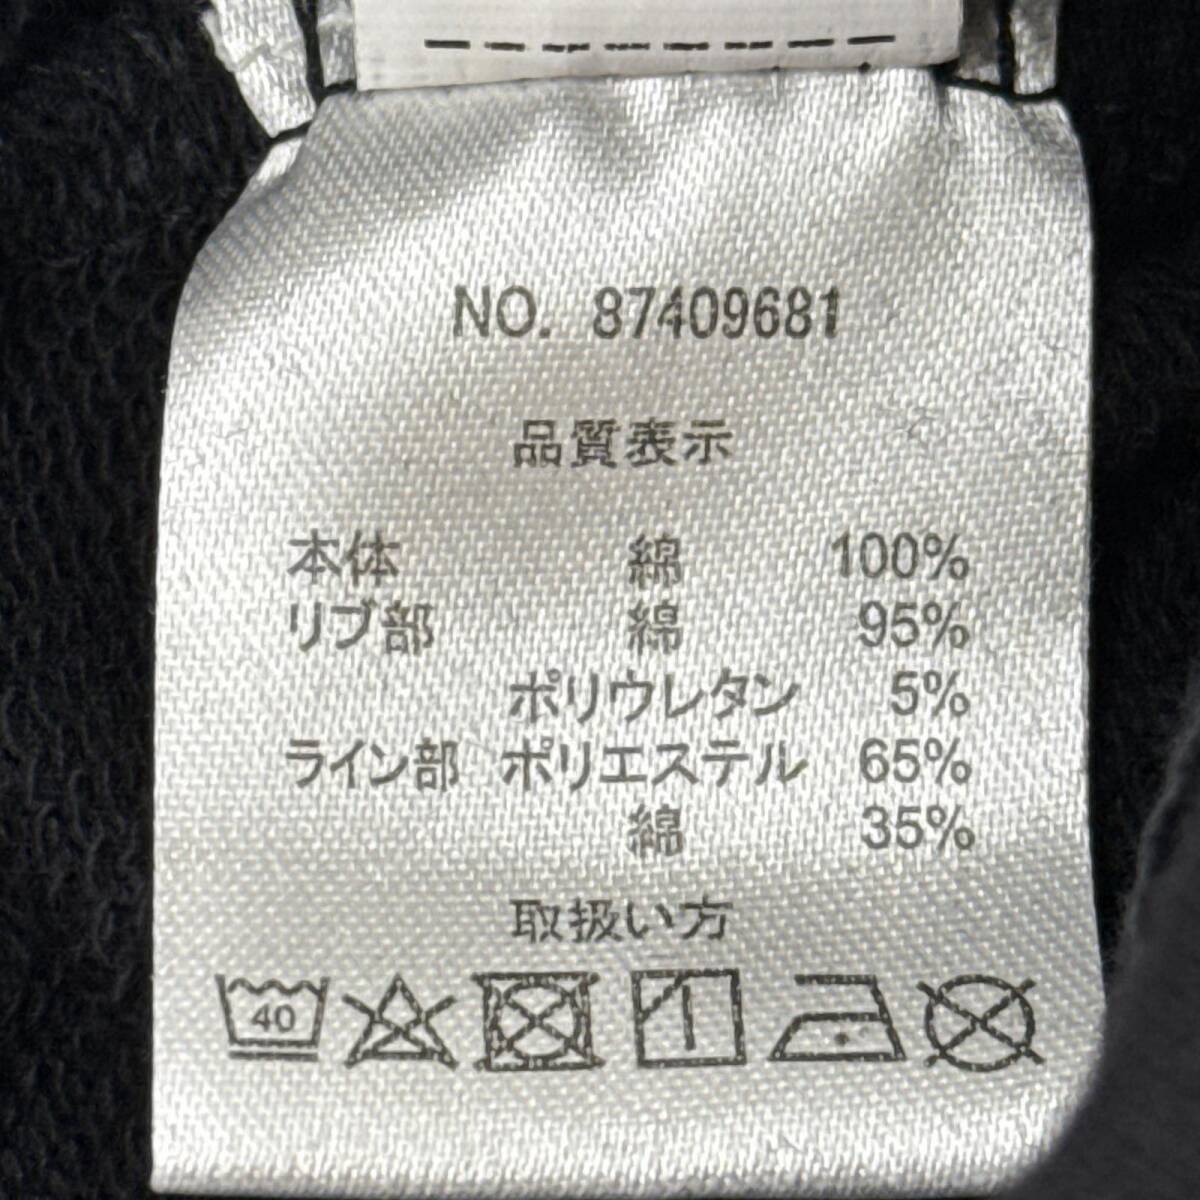 NO. 87409681
品質表示
本体 綿 100%
リブ部 綿 95%
ポリウレタン 5%
ライン部 ポリエステル 65%
綿 35%
取扱い方
40